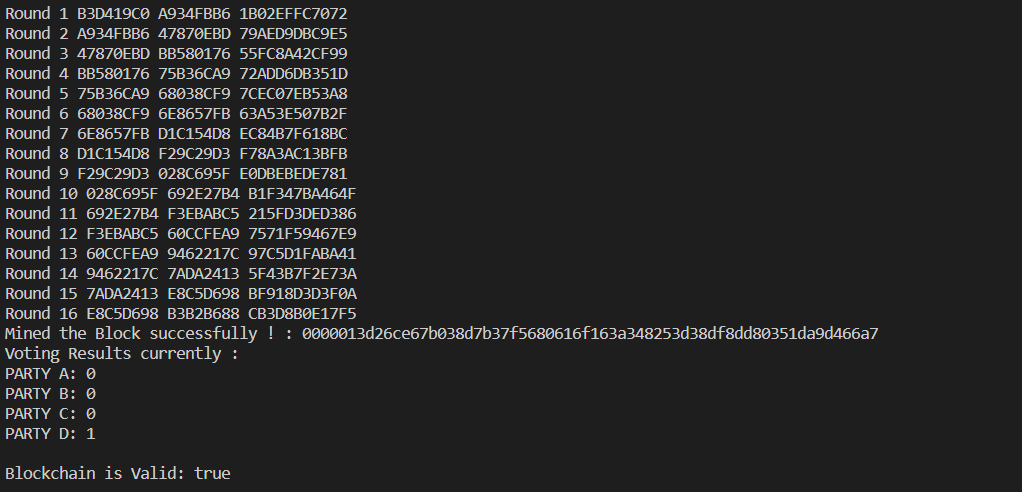 Round 1 B3D419C0 A934FBB6 1B02EFFC7072
Round 2 A934FBB6 47870EBD 79AED9DBC9E5
Round 3 47870EBD BB580176 55FC8A42CF99
Round 4 BB580176 75B36CA9 72ADD6DB351D
Round 5 75B36CA9 68038CF9 7CEC07EB53A8
Round 6 68038CF9 6E8657FB 63A53E507B2F
Round 7 6E8657FB D1C154D8 EC84B7F618BC
Round 8 D1C154D8 F29C29D3 F78A3AC13BFB
Round 9 F29C29D3 028C695F E0DBEBEDE781
Round 10 028C695F 692E27B4 B1F347BA464F
Round 11 692E27B4 F3EBABC5 215FD3DED386
Round 12 F3EBABC5 60CCFEA9 7571F59467E9
Round 13 60CCFEA9 9462217C 97C5D1FABA41
Round 14 9462217C 7ADA2413 5F43B7F2E73A
Round 15 7ADA2413 E8C5D698 BF918D3D3F0A
Round 16 E8C5D698 B3B2B688 CB3D8B0E17F5
Mined the Block successfully ! : 0000013d26ce67b038d7b37f5680616f163a348253d38df8dd80351da9d466a7
Voting Results currently :
PARTY A: 0
PARTY B: 0
PARTY C: 0
PARTY D: 1
Blockchain is Valid: true